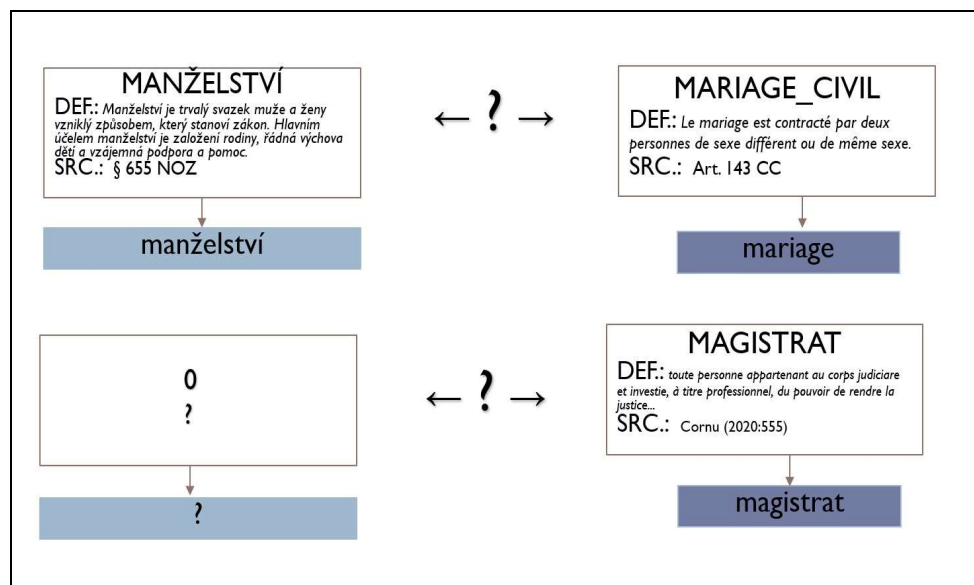 MANŽELSTVÍ
DEF.: Manželství je trvalý svazek muže a ženy
vzniklý způsobem, který stanoví zákon. Hlavním
účelem manželství je založení rodiny, řádná výchova
dětí a vzájemná podpora a pomoc.
SRC.: § 655 NOZ
manželství
← ? →
MARIAGE_CIVIL
DEF.: Le mariage est contracté par deux
personnes de sexe différent ou de même sexe.
SRC.: Art. 143 CC
mariage
0
?
?
← ? →
MAGISTRAT
DEF.: toute personne appartenant au corps judiciare
et investie, à titre professionnel, du pouvoir de rendre la
justice...
SRC.: Cornu (2020:555)
magistrat